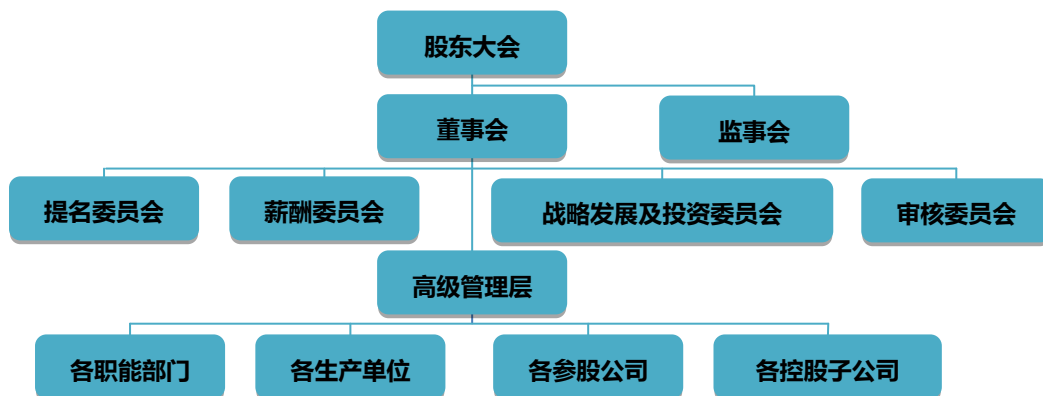 股东大会
董事会
监事会
提名委员会
薪酬委员会
战略发展及投资委员会
审核委员会
高级管理层
各职能部门
各生产单位
各参股公司
各控股子公司